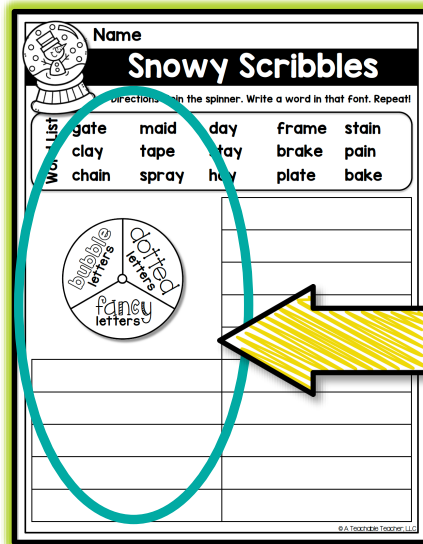 Name
Snowy Scribbles
Directions: Spin the spinner. Write a word in that font. Repeat!
Word List
gate maid day frame stain
clay tape stay brake pain
chain spray hay plate bake
bubble letters
dotted letters
fancy letters
© A Teachable Teacher, LLC